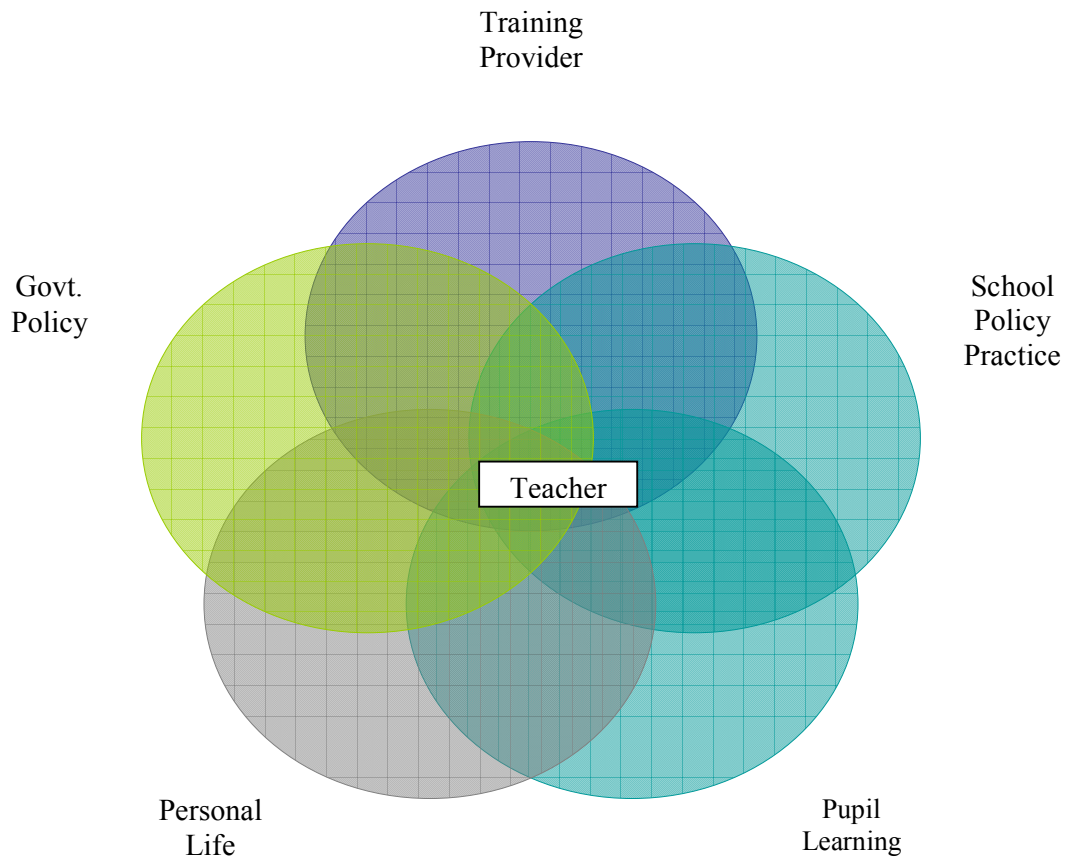 Training
Provider
Govt.
Policy
School
Policy
Practice
Teacher
Personal
Life
Pupil
Learning